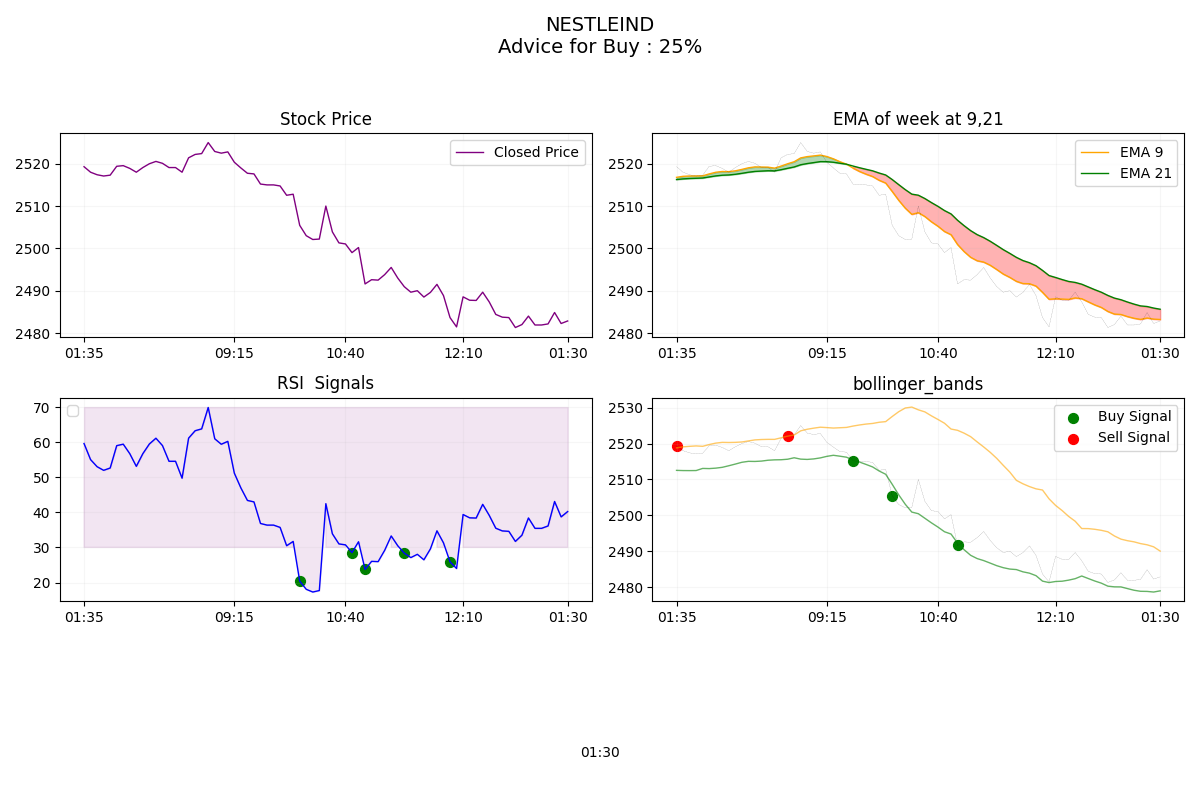 NESTLEIND
Advice for Buy : 25%
Stock Price
Closed Price
2520
2510
2500
2490
2480
01:35 09:15 10:40 12:10 01:30
EMA of week at 9,21
EMA 9
EMA 21
2520
2510
2500
2490
2480
01:35 09:15 10:40 12:10 01:30
RSI  Signals
70
60
50
40
30
20
01:35 09:15 10:40 12:10 01:30
bollinger_bands
Buy Signal
Sell Signal
2530
2520
2510
2500
2490
2480
01:35 09:15 10:40 12:10 01:30
01:30